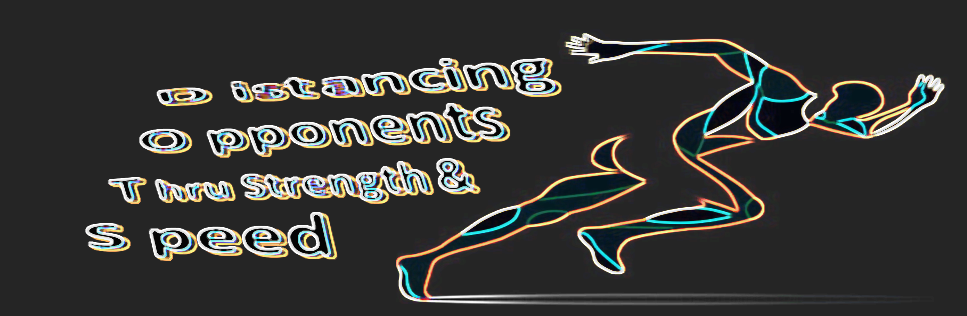 D istancing
O pponents
T hru Strength &
S peed